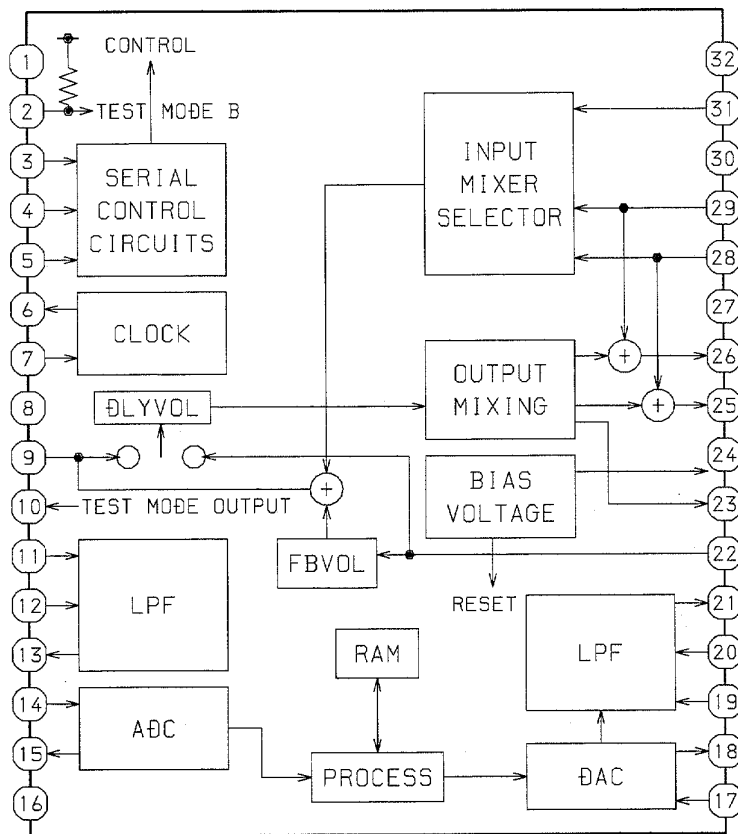 1
CONTROL
32
2
TEST MODE B
31
3
SERIAL
CONTROL
CIRCUITS
INPUT
MIXER
SELECTOR
30
4
29
5
28
6
CLOCK
27
7
26
8
DLYVOL
OUTPUT
MIXING
25
9
24
10
TEST MODE OUTPUT
BIAS
VOLTAGE
23
11
FBVOL
22
12
LPF
RESET
21
13
RAM
LPF
20
14
ADC
19
15
PROCESS
DAC
18
16
17
+
+
+